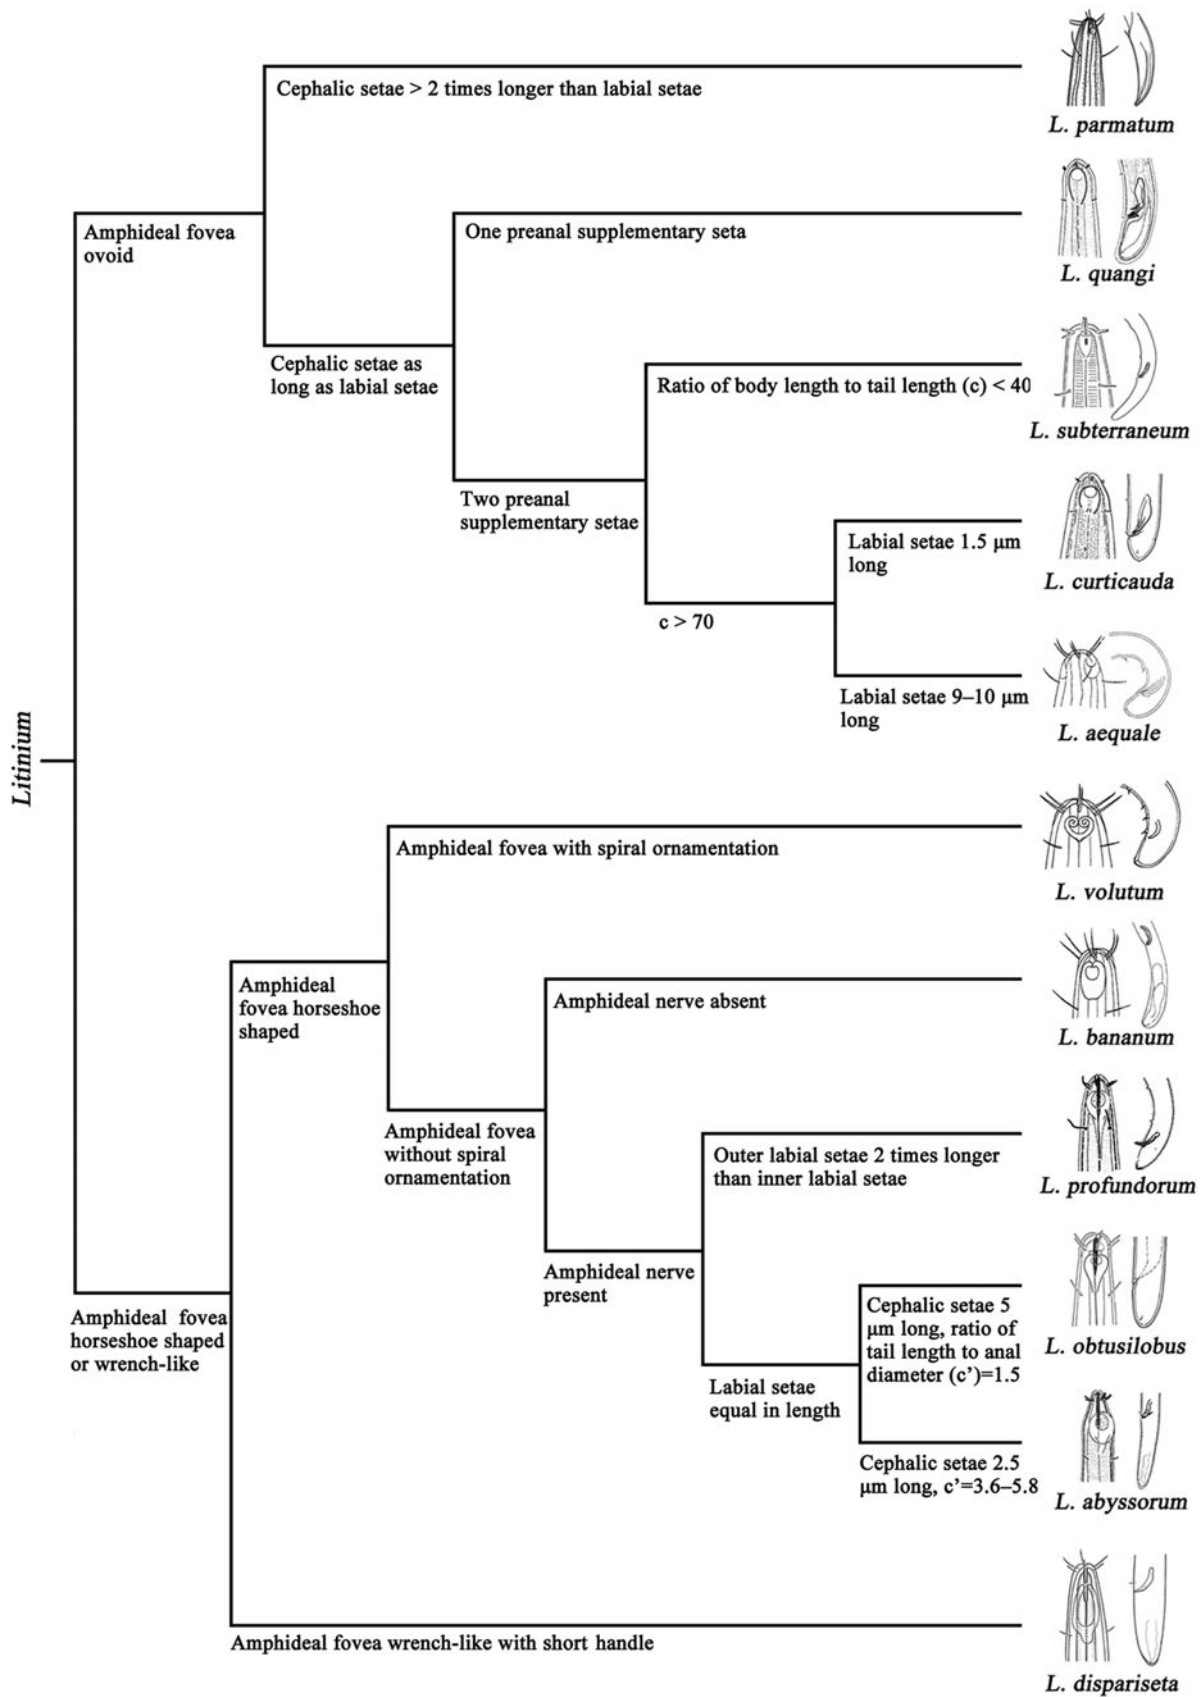 Cephalic setae > 2 times longer than labial setae
L. parmatum
Amphideal fovea
ovoid
One preanal supplementary seta
L. quangi
Cephalic setae as
long as labial setae
Ratio of body length to tail length (c) < 40
L. subterraneum
Two preanal
supplementary setae
Labial setae 1.5 µm
long
L. curticauda
c > 70
Labial setae 9–10 µm
long
L. aequale
Litinium
Amphideal fovea with spiral ornamentation
L. volutum
Amphideal
fovea horseshoe
shaped
Amphideal nerve absent
L. bananum
Amphideal fovea
without spiral
ornamentation
Outer labial setae 2 times longer
than inner labial setae
L. profundorum
Amphideal nerve
present
Amphideal fovea
horseshoe shaped
or wrench-like
Cephalic setae 5
µm long, ratio of
tail length to anal
diameter (c’)=1.5
L. obtusilobus
Labial setae
equal in length
Cephalic setae 2.5
µm long, c’=3.6–5.8
L. abyssorum
Amphideal fovea wrench-like with short handle
L. dispariseta